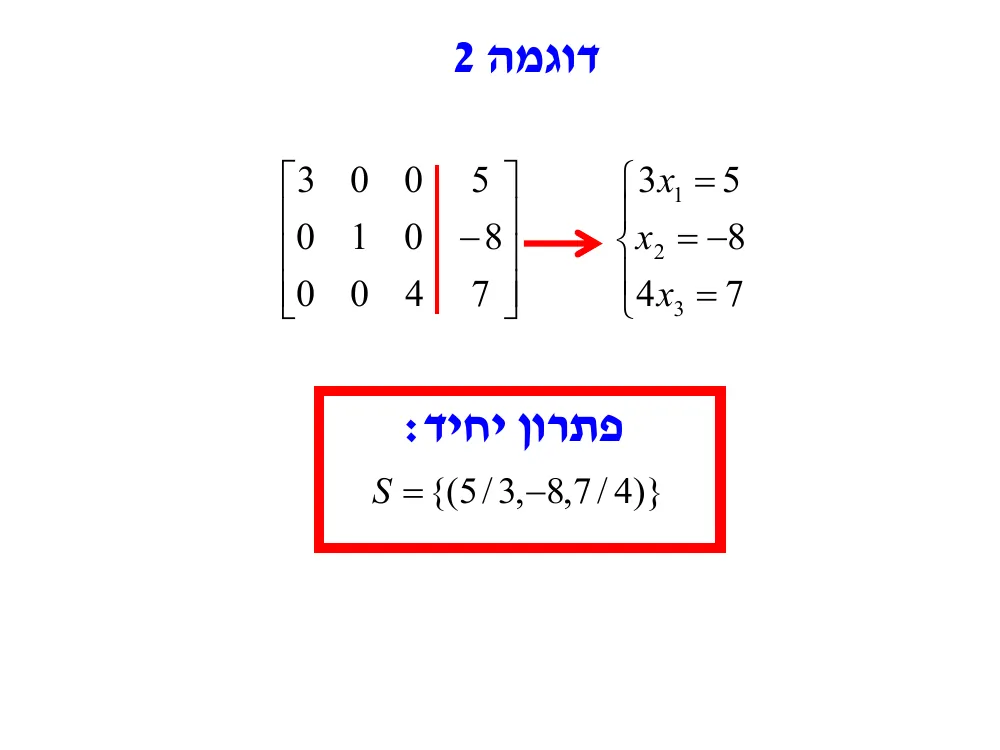 דוגמה 2
3 0 0 5 3x₁ = 5
0 1 0 −8 x₂ = −8
0 0 4 7 4x₃ = 7
פתרון יחיד:
S = {(5/3,−8,7/4)}